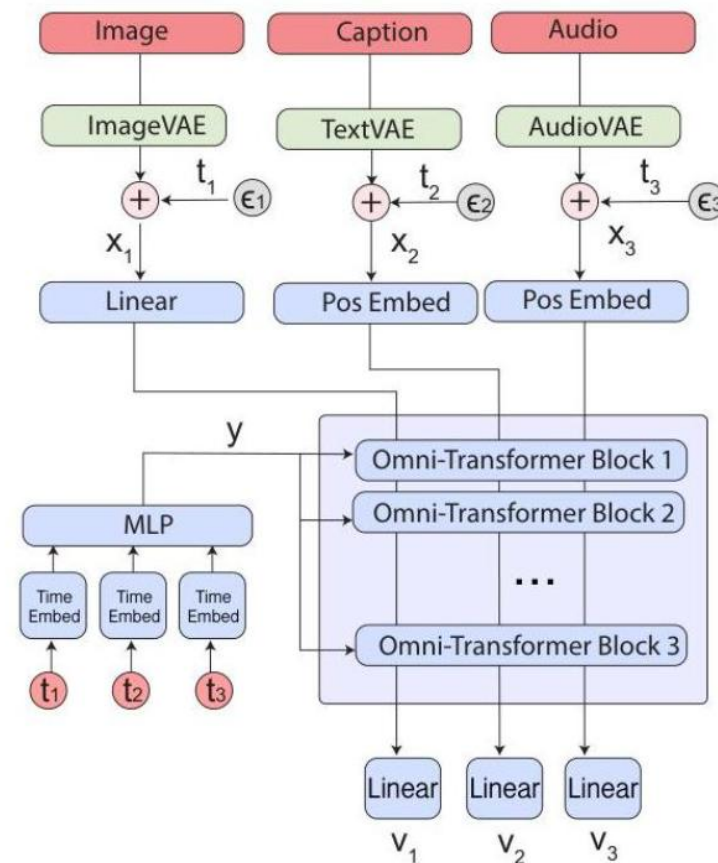 Image Caption Audio
ImageVAE TextVAE AudioVAE
t1 t2 t3
+ ϵ1 + ϵ2 + ϵ3
x1 x2 x3
Linear Pos Embed Pos Embed
y
Omni-Transformer Block 1
Omni-Transformer Block 2
MLP
...
Time Embed Time Embed Time Embed
Omni-Transformer Block 3
t1 t2 t3
Linear Linear Linear
v1 v2 v3